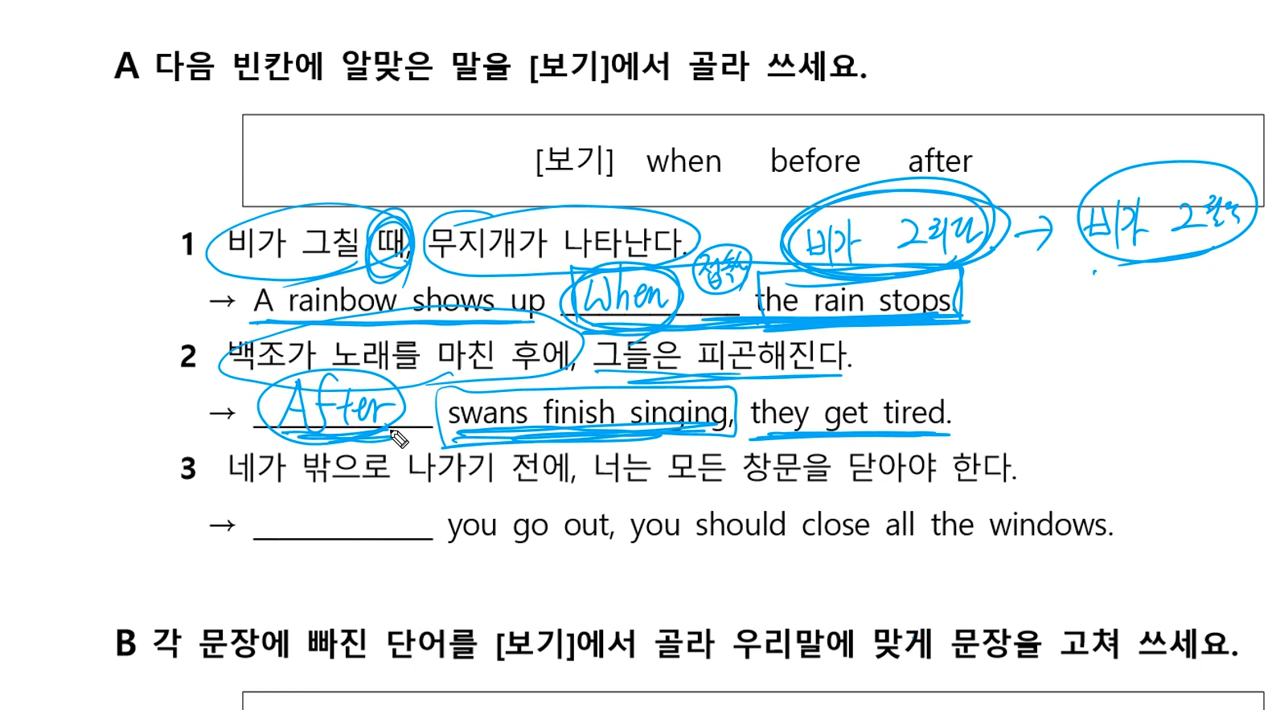 A 다음 빈칸에 알맞은 말을 [보기]에서 골라 쓰세요.
[보기] when before after
1 비가 그칠 때, 무지개가 나타난다. 비가 그치다 → 비가
접속
→ A rainbow shows up When the rain stops.
2 백조가 노래를 마친 후에, 그들은 피곤해진다.
→ After swans finish singing, they get tired.
3 네가 밖으로 나가기 전에, 너는 모든 창문을 닫아야 한다.
→ ____________ you go out, you should close all the windows.
B 각 문장에 빠진 단어를 [보기]에서 골라 우리말에 맞게 문장을 고쳐 쓰세요.